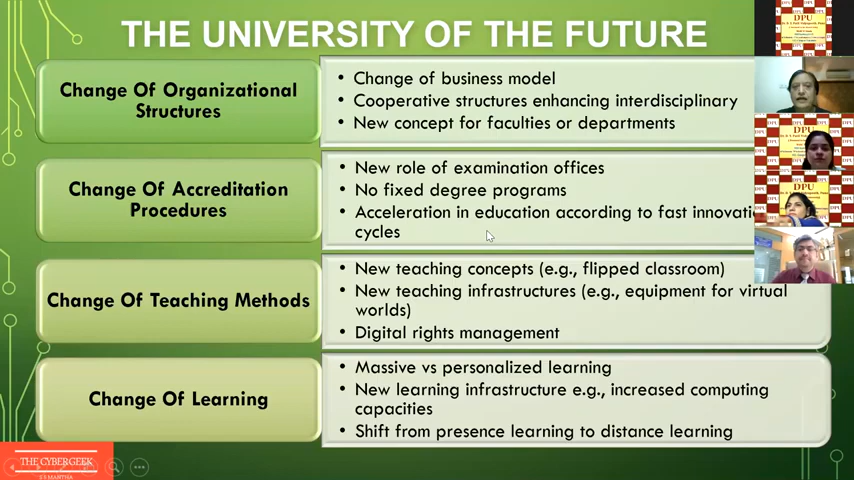 THE UNIVERSITY OF THE FUTURE
Change Of Organizational
Structures
• Change of business model
• Cooperative structures enhancing interdisciplinary
• New concept for faculties or departments
Change Of Accreditation
Procedures
• New role of examination offices
• No fixed degree programs
• Acceleration in education according to fast innovatio
cycles
Change Of Teaching Methods
• New teaching concepts (e.g., flipped classroom)
• New teaching infrastructures (e.g., equipment for virtual
worlds)
• Digital rights management
Change Of Learning
• Massive vs personalized learning
• New learning infrastructure e.g., increased computing
capacities
• Shift from presence learning to distance learning
THE CYBERGEEK
DPU
DPU
DPU